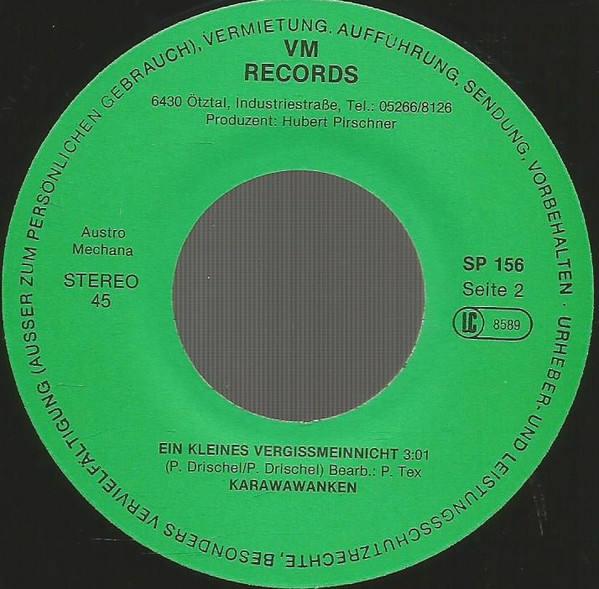 URHEBER- UND LEISTUNGSSCHUTZRECHTE, BESONDERS VERVIELFÄLTIGUNG (AUSSER ZUM PERSÖNLICHEN GEBRAUCH), VERMIETUNG. AUFFÜHRUNG, SENDUNG, VORBEHALTEN ·
VM
RECORDS
6430 Ötztal, Industriestraße, Tel.: 05266/8126
Produzent: Hubert Pirschner
Austro
Mechana
STEREO
45
SP 156
Seite 2
LC 8589
EIN KLEINES VERGISSMEINNICHT 3:01
(P. Drischel/P. Drischel) Bearb.: P. Tex
KARAWAWANKEN